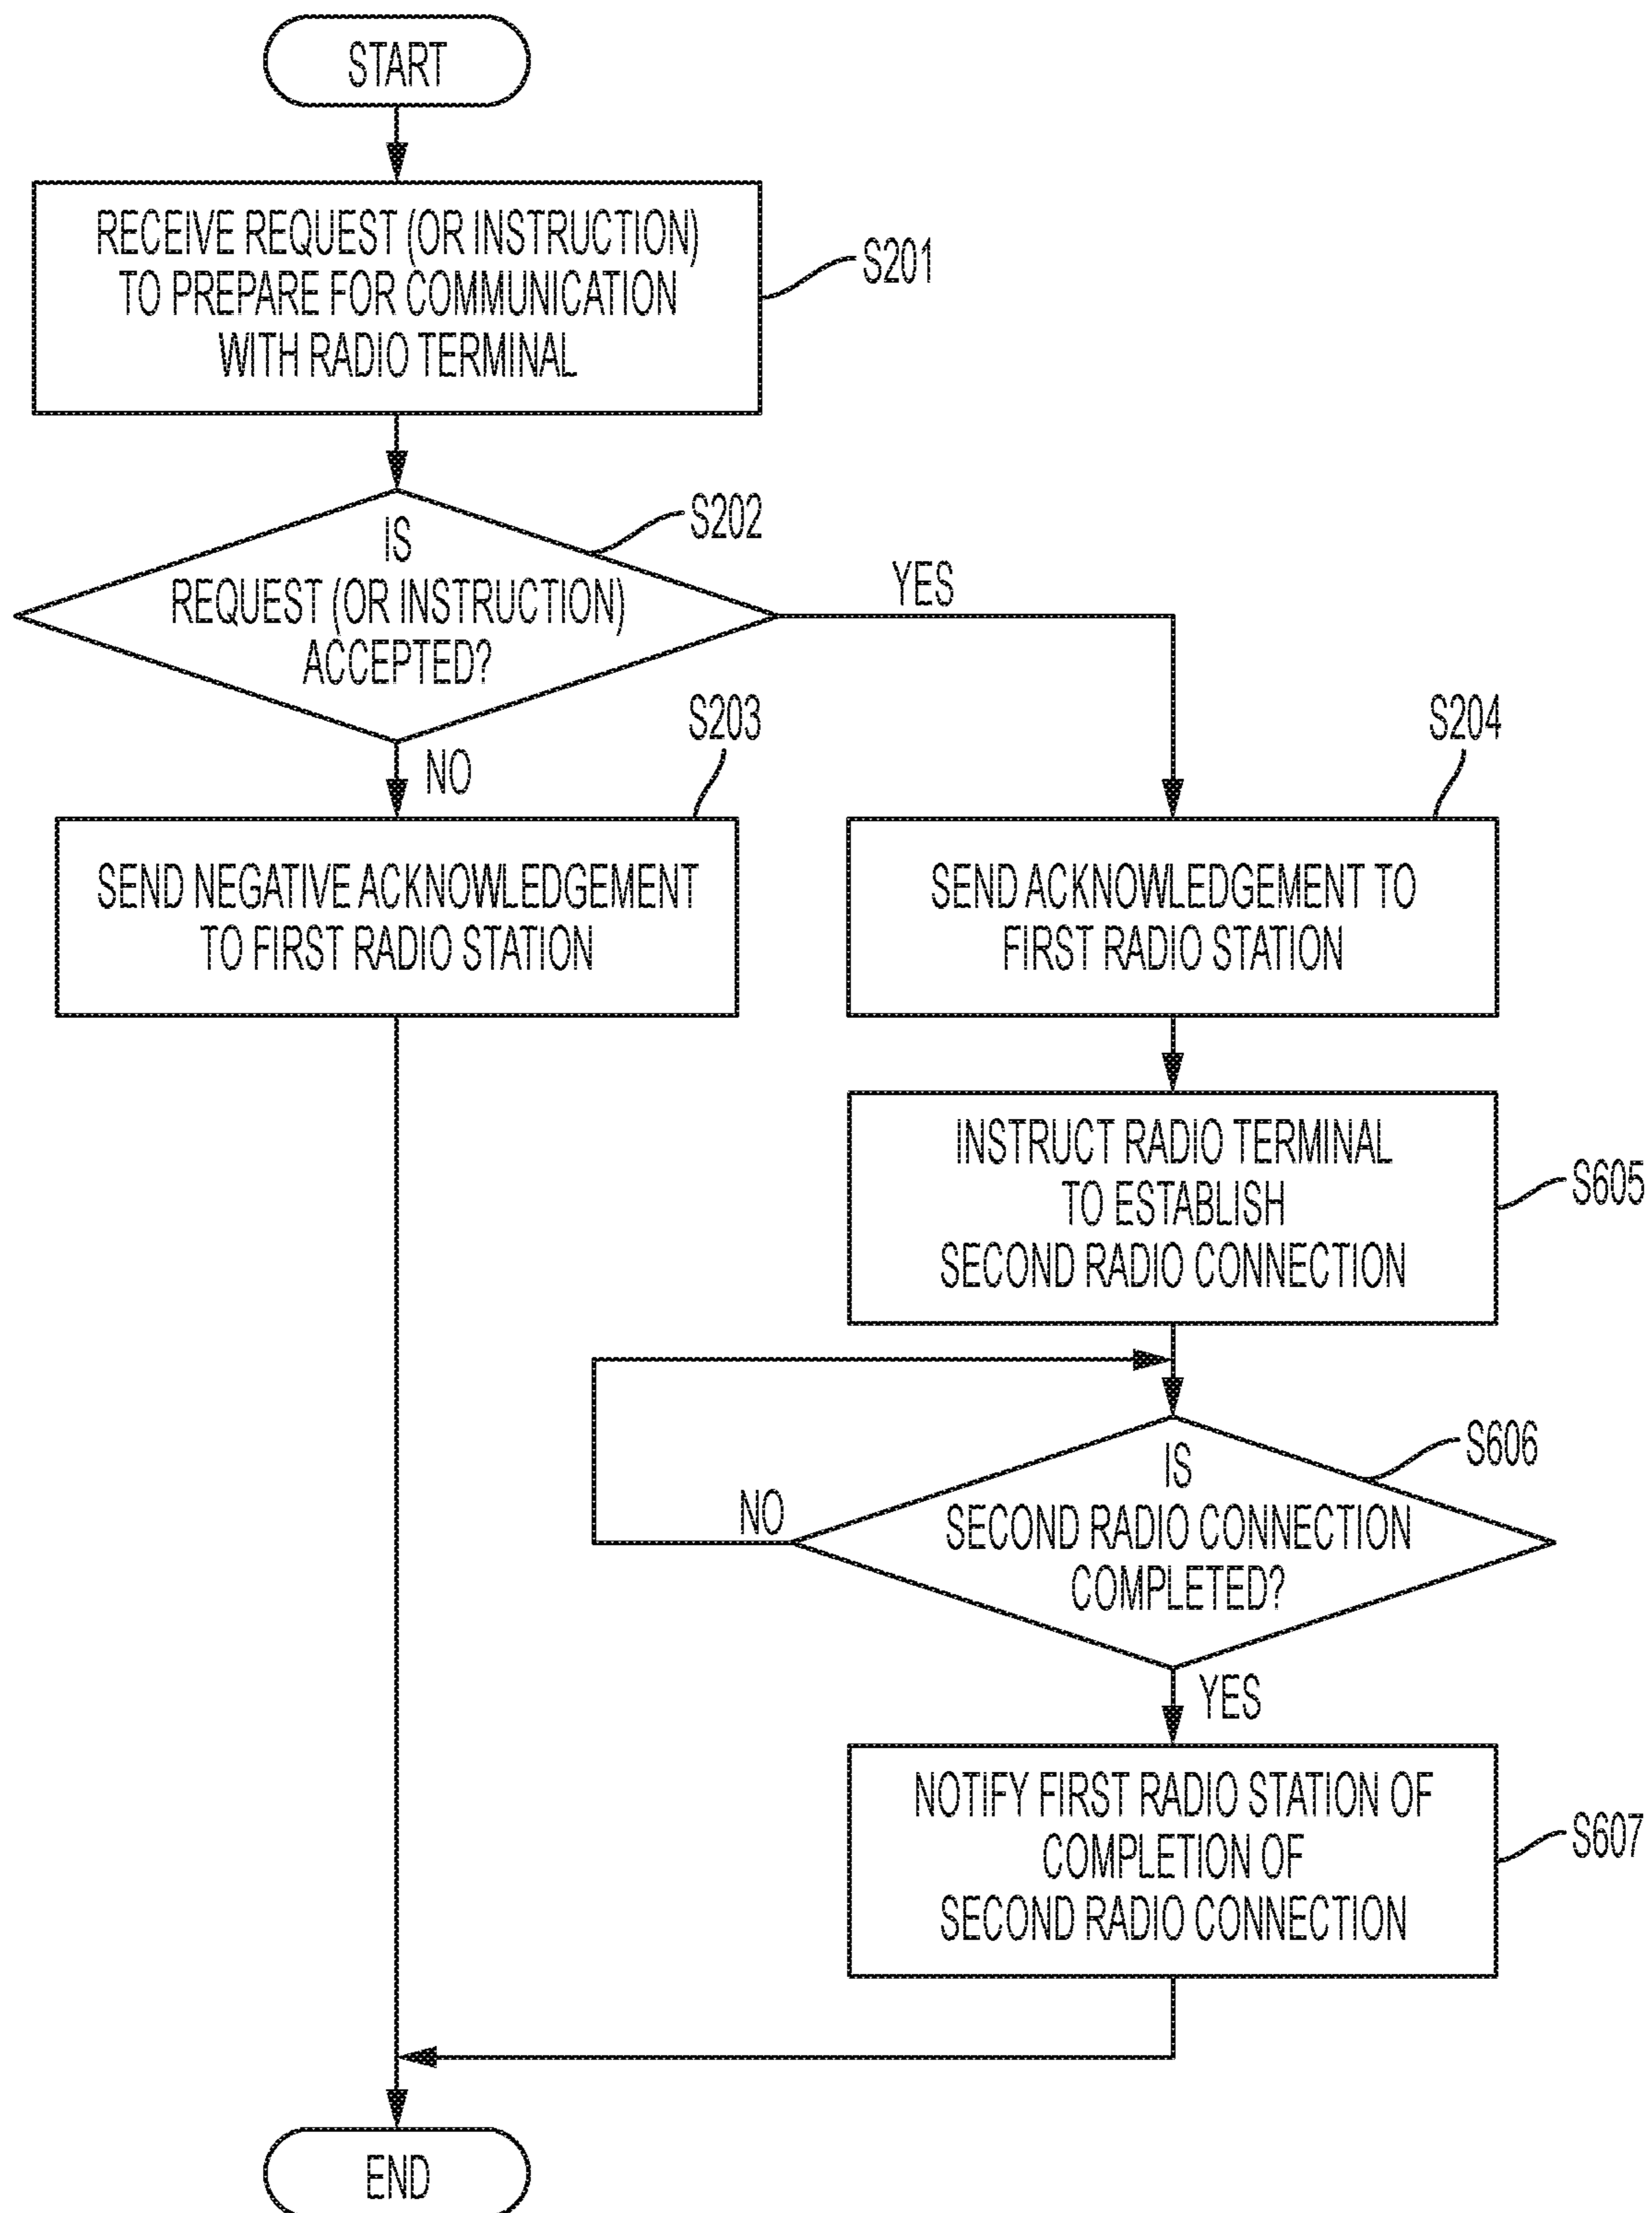 START
RECEIVE REQUEST (OR INSTRUCTION)
TO PREPARE FOR COMMUNICATION
WITH RADIO TERMINAL
S201
IS
REQUEST (OR INSTRUCTION)
ACCEPTED?
S202
YES
NO
S203
SEND NEGATIVE ACKNOWLEDGEMENT
TO FIRST RADIO STATION
S204
SEND ACKNOWLEDGEMENT TO
FIRST RADIO STATION
INSTRUCT RADIO TERMINAL
TO ESTABLISH
SECOND RADIO CONNECTION
S605
IS
SECOND RADIO CONNECTION
COMPLETED?
S606
NO
YES
NOTIFY FIRST RADIO STATION OF
COMPLETION OF
SECOND RADIO CONNECTION
S607
END